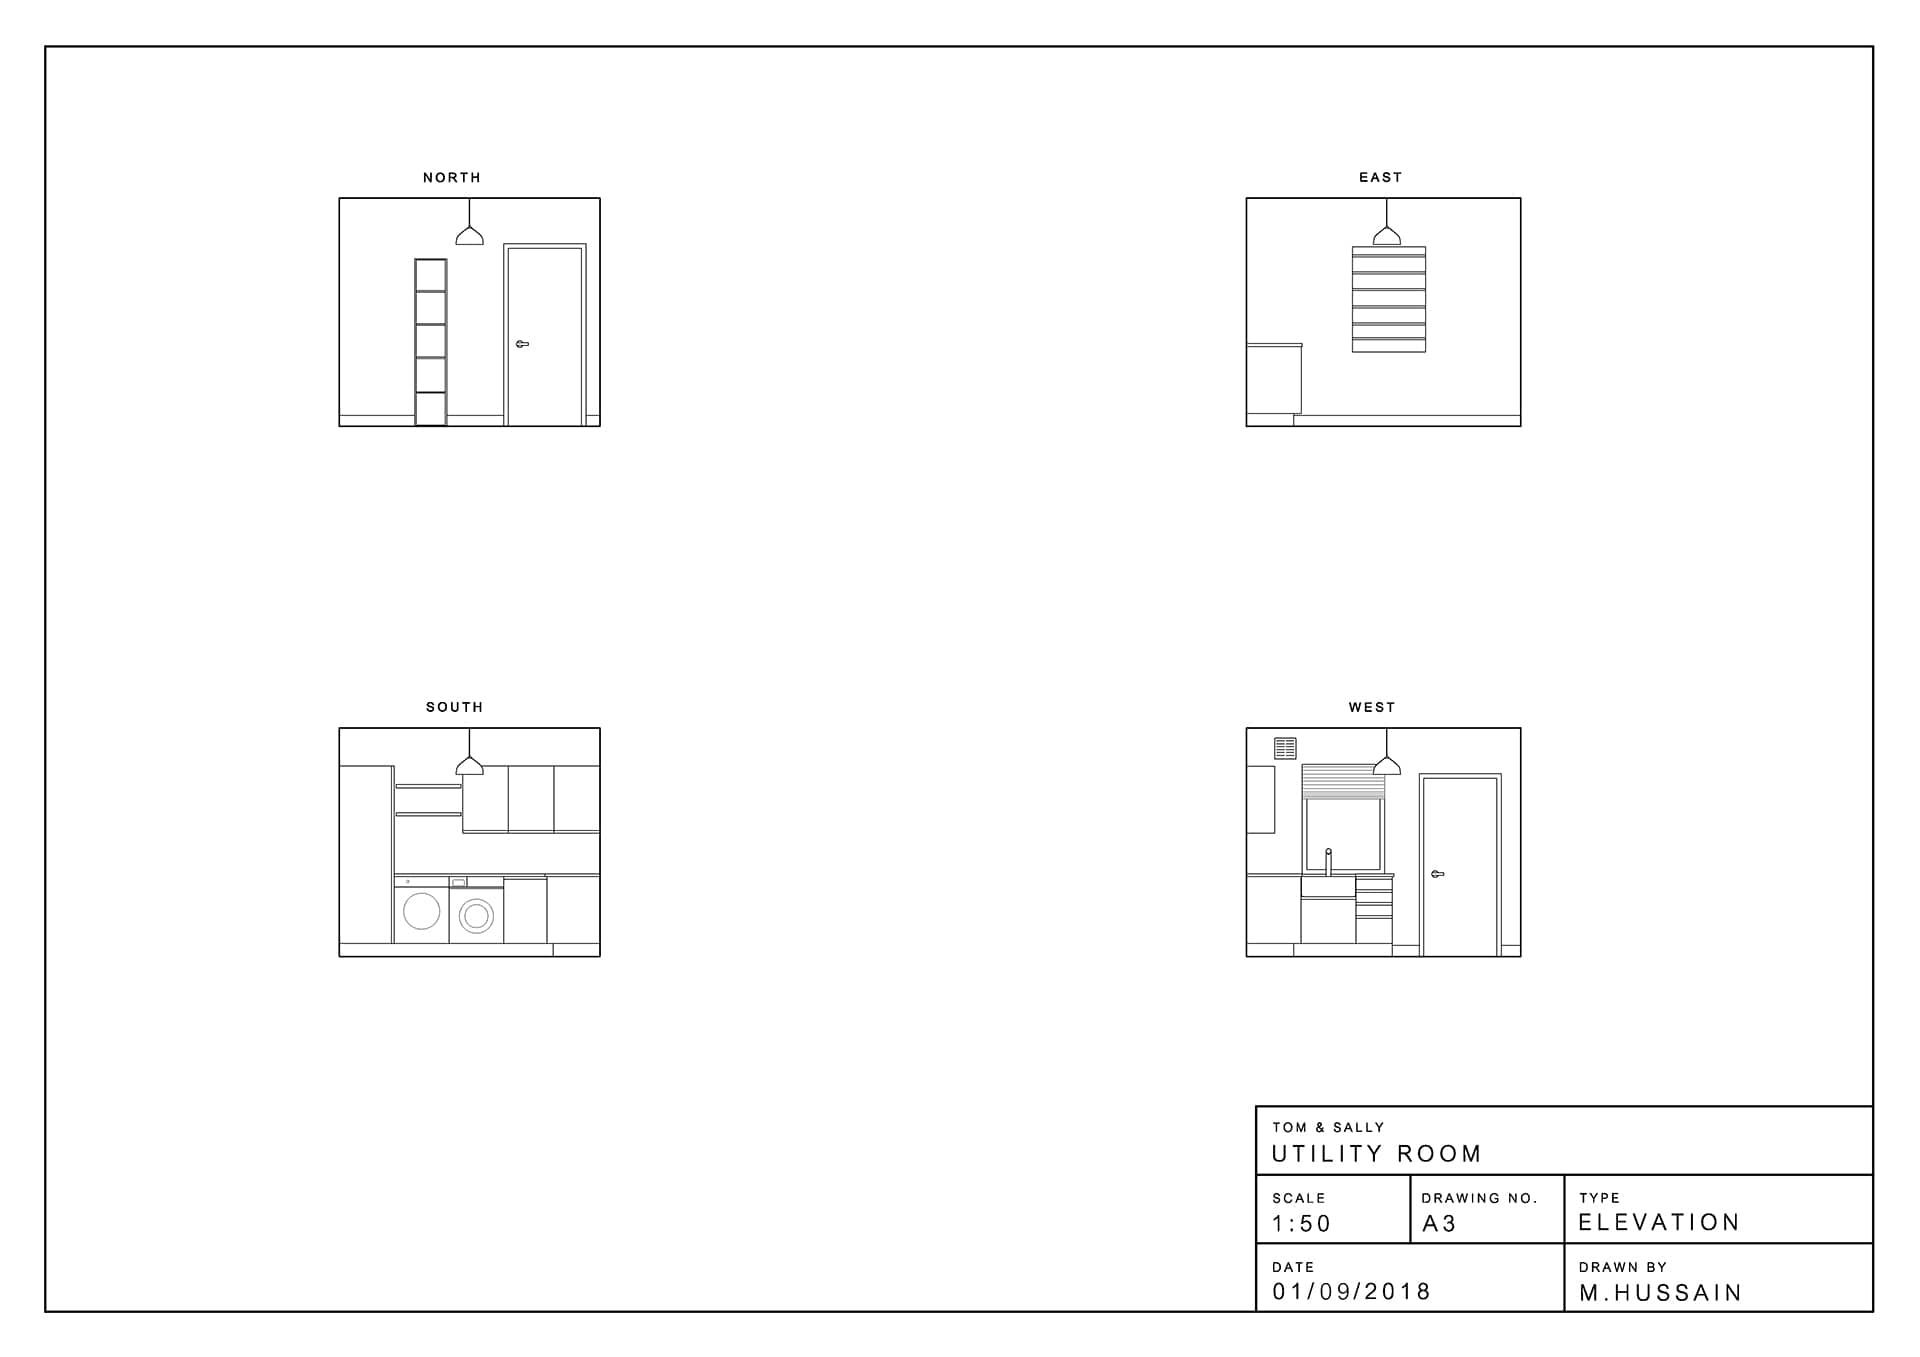 NORTH
EAST
SOUTH
WEST
TOM & SALLY
UTILITY ROOM
SCALE
1:50
DRAWING NO.
A3
TYPE
ELEVATION
DATE
01/09/2018
DRAWN BY
M.HUSSAIN